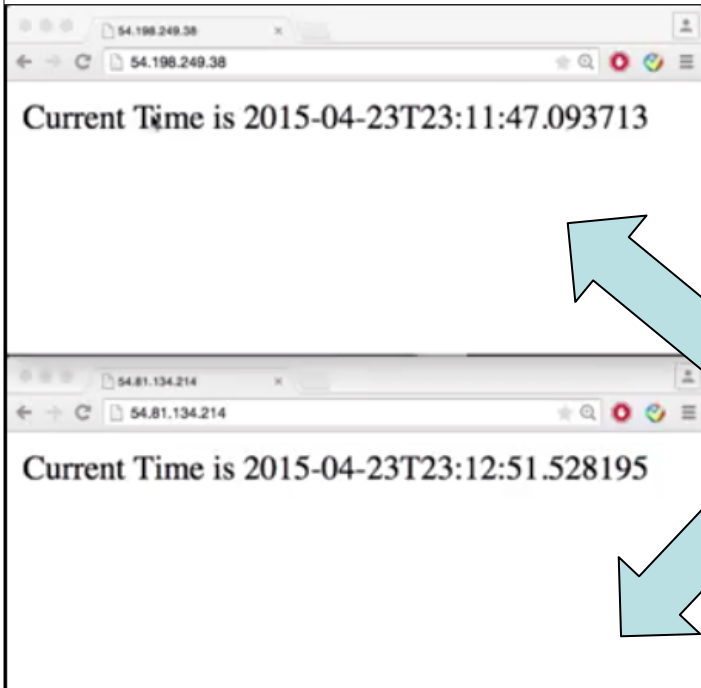 54.198.249.38
54.198.249.38
Current Time is 2015-04-23T23:11:47.093713
54.81.134.214
54.81.134.214
Current Time is 2015-04-23T23:12:51.528195